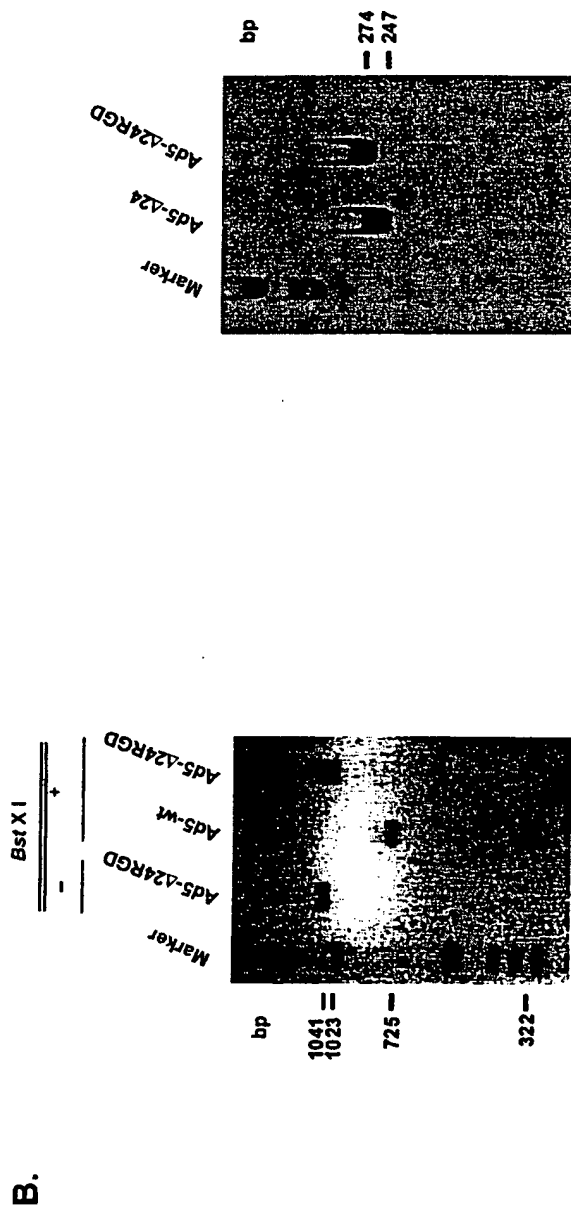 B.
Bst X I
- +
Marker Ad5-Δ24RGD Ad5-wt Ad5-Δ24RGD
bp
1041
1023
725
322
Marker Ad5-Δ24 Ad5-Δ24RGD
bp
274
247